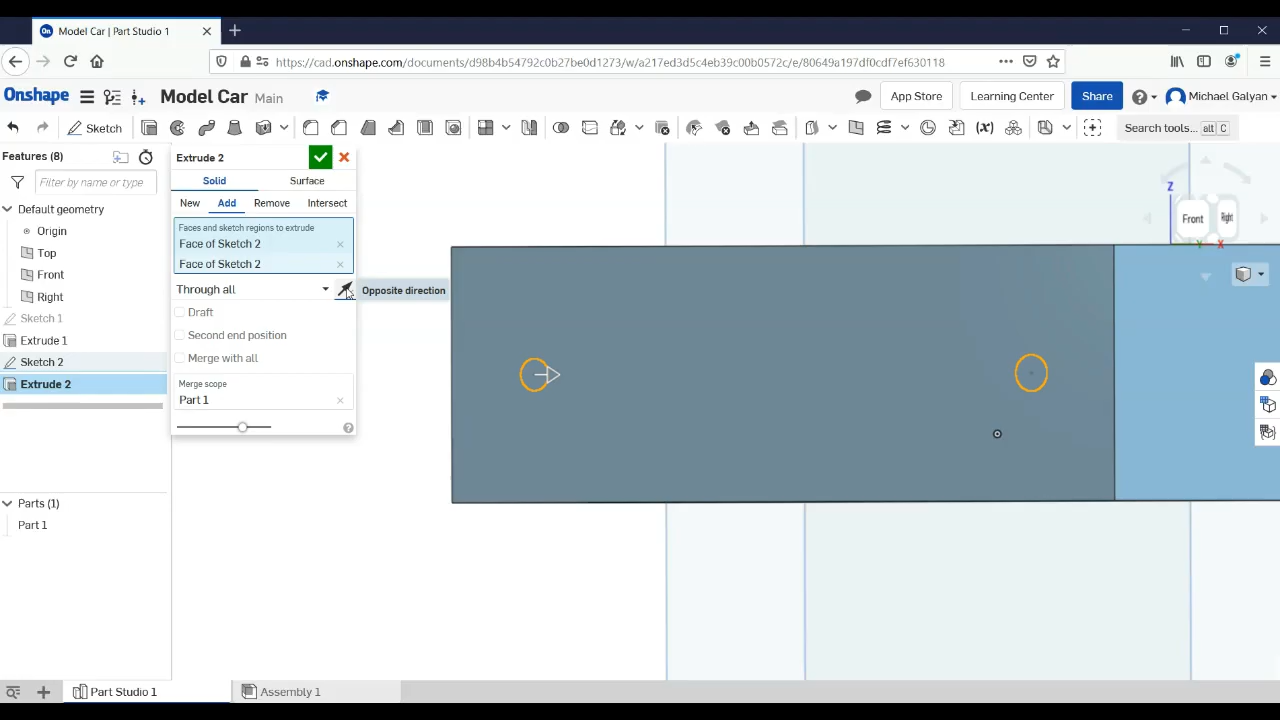 On Model Car | Part Studio 1
https://cad.onshape.com/documents/d98b4b5479250b27be0d1273/w/a217ed3d5c4eb39c00b0572c/e/80649a197df0cdf7ef630118
Onshape Model Car Main App Store Learning Center Share Michael Galyan
Sketch Search tools... alt C
Features (8)
Filter by name or type
Default geometry
Origin
Top
Front
Right
Sketch 1
Extrude 1
Sketch 2
Extrude 2
Parts (1)
Part 1
Extrude 2
Solid Surface
New Add Remove Intersect
Faces and sketch regions to extrude
Face of Sketch 2
Face of Sketch 2
Through all
Opposite direction
Draft
Second end position
Merge with all
Merge scope
Part 1
Z
Front Right
Y X
Part Studio 1 Assembly 1